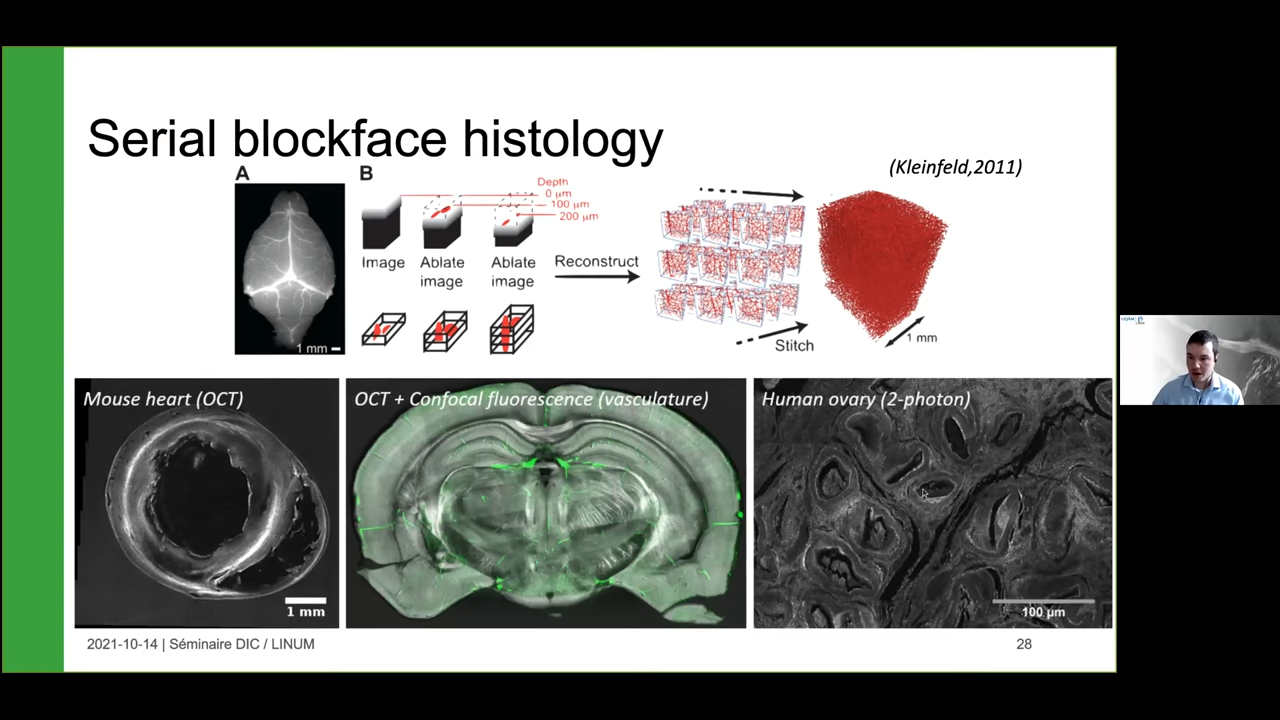 Serial blockface histology
(Kleinfeld,2011)
A
B
Depth
0 µm
100 µm
200 µm
Image
Ablate
image
Ablate
image
Reconstruct
Stitch
1 mm
1 mm
Mouse heart (OCT)
OCT + Confocal fluorescence (vasculature)
Human ovary (2-photon)
1 mm
100 µm
2021-10-14 | Séminaire DIC / LINUM
28